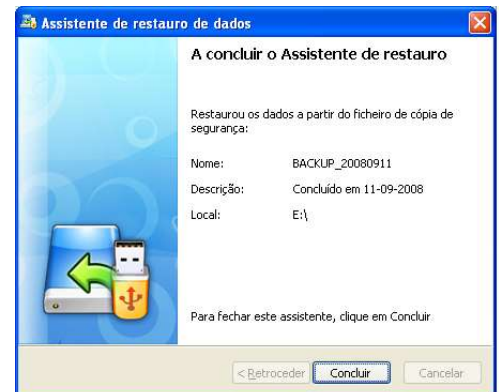 Assistente de restauro de dados
A concluir o Assistente de restauro
Restaurou os dados a partir do ficheiro de cópia de
segurança:
Nome: BACKUP_20080911
Descrição: Concluído em 11-09-2008
Local: E:\
Para fechar este assistente, clique em Concluir
< Retroceder Concluir Cancelar